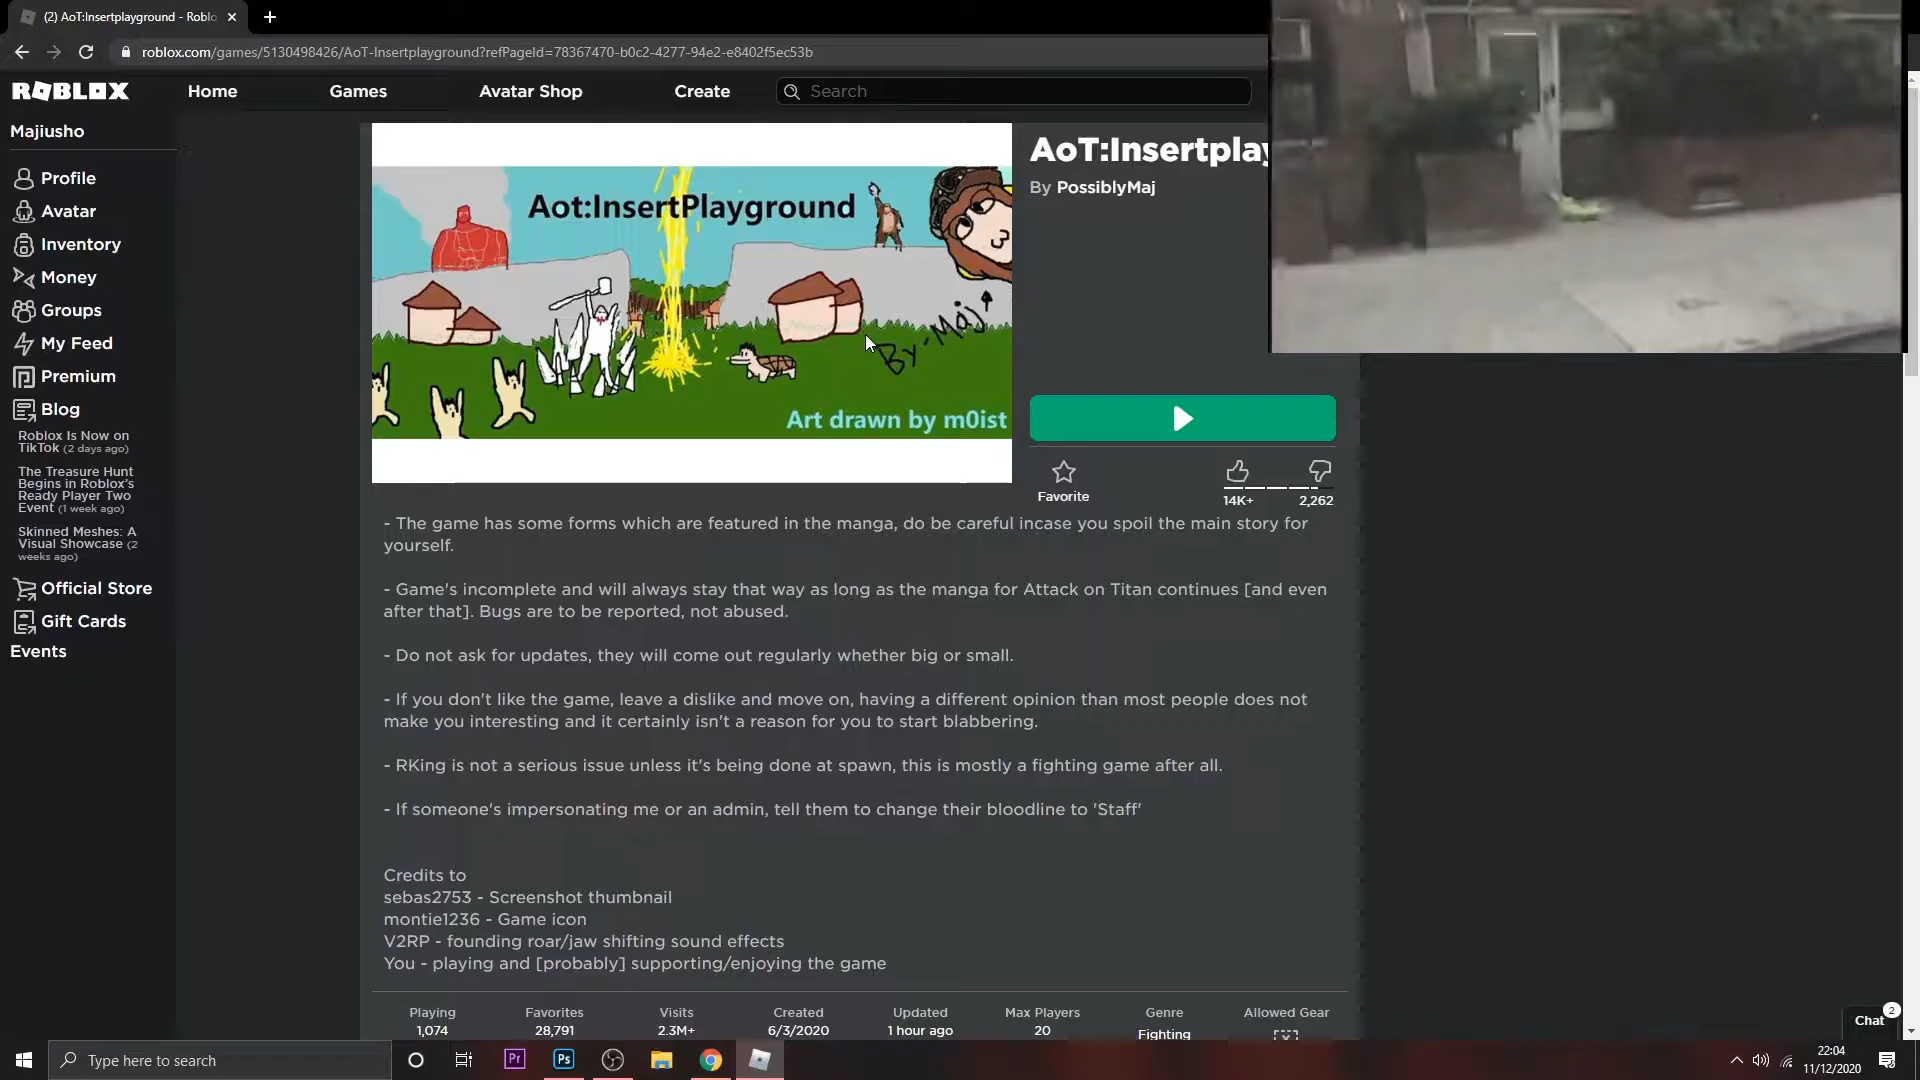 (2) AoT:Insertplayground - Roblo
roblox.com/games/5130498426/AoT-Insertplayground?refPageId=78367470-b0c2-4277-94e2-e8402f5ec53b
ROBLOX
Home
Games
Avatar Shop
Create
Search
Majiusho
Profile
Avatar
Inventory
Money
Groups
My Feed
Premium
Blog
Roblox Is Now on
TikTok (2 days ago)
The Treasure Hunt
Begins in Roblox's
Ready Player Two
Event (1 week ago)
Skinned Meshes: A
Visual Showcase (2
weeks ago)
Official Store
Gift Cards
Events
Aot:InsertPlayground
By-Maj
Art drawn by m0ist
AoT:Insertplay
By PossiblyMaj
Favorite
14K+
2,262
- The game has some forms which are featured in the manga, do be careful incase you spoil the main story for
yourself.
- Game's incomplete and will always stay that way as long as the manga for Attack on Titan continues [and even
after that]. Bugs are to be reported, not abused.
- Do not ask for updates, they will come out regularly whether big or small.
- If you don't like the game, leave a dislike and move on, having a different opinion than most people does not
make you interesting and it certainly isn't a reason for you to start blabbering.
- RKing is not a serious issue unless it's being done at spawn, this is mostly a fighting game after all.
- If someone's impersonating me or an admin, tell them to change their bloodline to 'Staff'
Credits to
sebas2753 - Screenshot thumbnail
montie1236 - Game icon
V2RP - founding roar/jaw shifting sound effects
You - playing and [probably] supporting/enjoying the game
Playing
1,074
Favorites
28,791
Visits
2.3M+
Created
6/3/2020
Updated
1 hour ago
Max Players
20
Genre
Fighting
Allowed Gear
Chat
2
Type here to search
Pr
Ps
22:04
11/12/2020